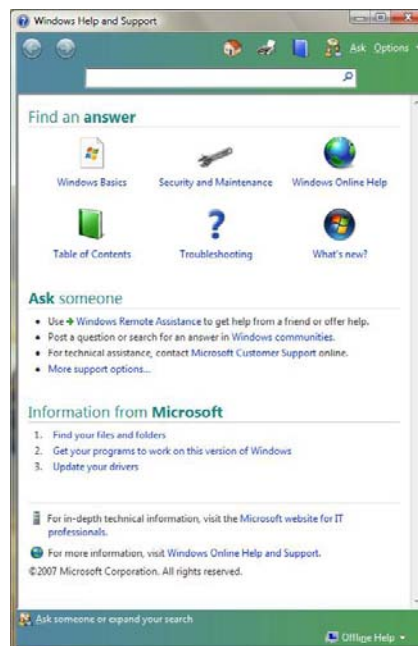 Windows Help and Support
Ask Options
Find an answer
Windows Basics Security and Maintenance Windows Online Help
Table of Contents Troubleshooting What's new?
Ask someone
Use Windows Remote Assistance to get help from a friend or offer help.
Post a question or search for an answer in Windows communities.
For technical assistance, contact Microsoft Customer Support online.
More support options...
Information from Microsoft
1. Find your files and folders
2. Get your programs to work on this version of Windows
3. Update your drivers
For in-depth technical information, visit the Microsoft website for IT
professionals.
For more information, visit Windows Online Help and Support.
©2007 Microsoft Corporation. All rights reserved.
Ask someone or expand your search
Offline Help